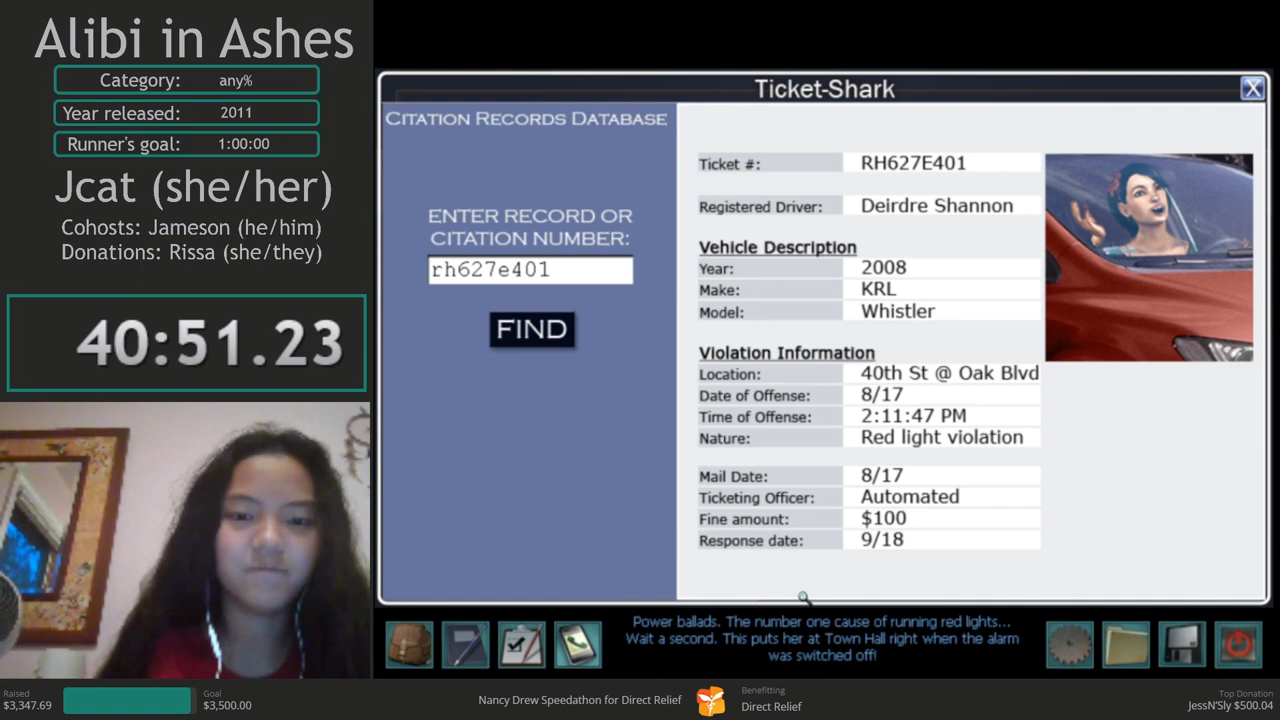 Alibi in Ashes
Category: any%
Year released: 2011
Runner's goal: 1:00:00
Jcat (she/her)
Cohosts: Jameson (he/him)
Donations: Rissa (she/they)
40:51.23
Ticket-Shark
X
CITATION RECORDS DATABASE
ENTER RECORD OR
CITATION NUMBER:
rh627e401
FIND
Ticket #: RH627E401
Registered Driver: Deirdre Shannon
Vehicle Description
Year: 2008
Make: KRL
Model: Whistler
Violation Information
Location: 40th St @ Oak Blvd
Date of Offense: 8/17
Time of Offense: 2:11:47 PM
Nature: Red light violation
Mail Date: 8/17
Ticketing Officer: Automated
Fine amount: $100
Response date: 9/18
Power ballads. The number one cause of running red lights...
Wait a second. This puts her at Town Hall right when the alarm
was switched off!
Raised
$3,347.69
Goal
$3,500.00
Nancy Drew Speedathon for Direct Relief
Benefitting
Direct Relief
Top Donation
JessN'Sly $500.04